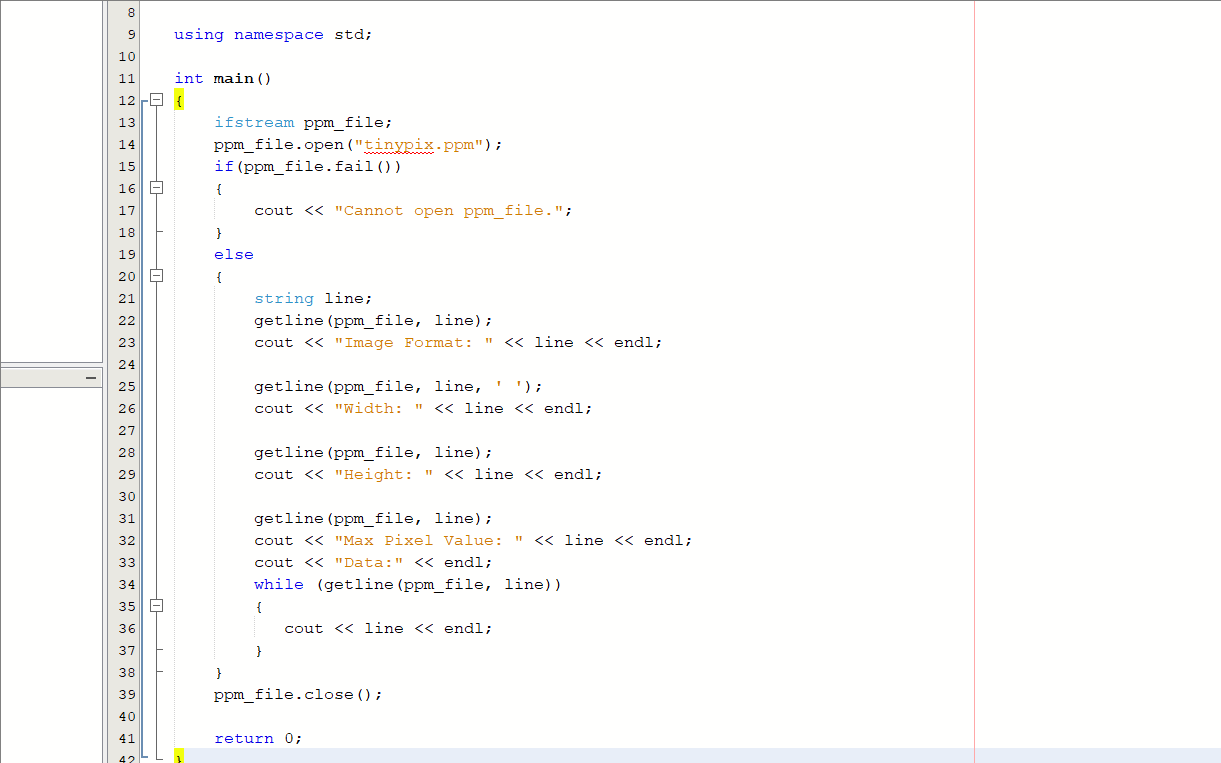 8
9 using namespace std;
10
11 int main()
12 {
13 ifstream ppm_file;
14 ppm_file.open("tinypix.ppm");
15 if(ppm_file.fail())
16 {
17 cout << "Cannot open ppm_file.";
18 }
19 else
20 {
21 string line;
22 getline(ppm_file, line);
23 cout << "Image Format: " << line << endl;
24
25 getline(ppm_file, line, ' ');
26 cout << "Width: " << line << endl;
27
28 getline(ppm_file, line);
29 cout << "Height: " << line << endl;
30
31 getline(ppm_file, line);
32 cout << "Max Pixel Value: " << line << endl;
33 cout << "Data:" << endl;
34 while (getline(ppm_file, line))
35 {
36 cout << line << endl;
37 }
38 }
39 ppm_file.close();
40
41 return 0;
42 }